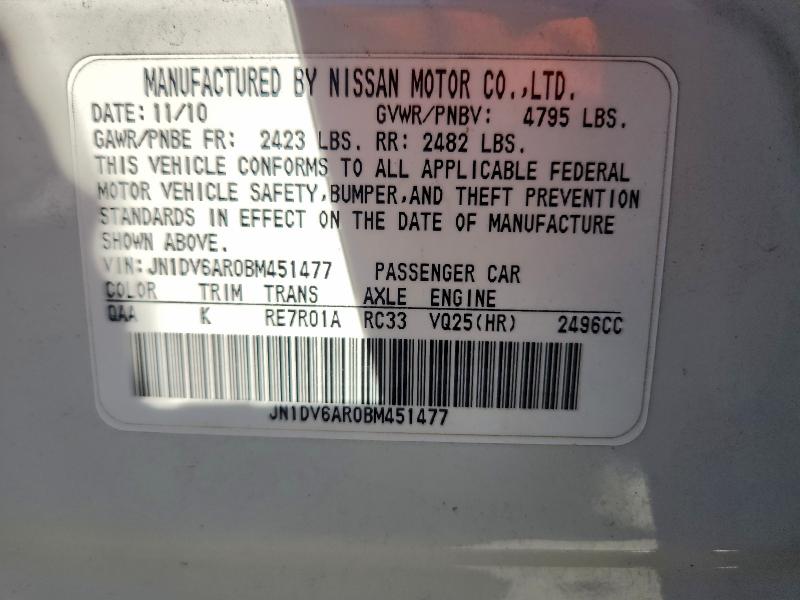 MANUFACTURED BY NISSAN MOTOR CO.,LTD.
DATE: 11/10 GVWR/PNBV: 4795 LBS.
GAWR/PNBE FR: 2423 LBS. RR: 2482 LBS.
THIS VEHICLE CONFORMS TO ALL APPLICABLE FEDERAL
MOTOR VEHICLE SAFETY,BUMPER,AND THEFT PREVENTION
STANDARDS IN EFFECT ON THE DATE OF MANUFACTURE
SHOWN ABOVE.
VIN: JN1DV6AR0BM451477 PASSENGER CAR
COLOR TRIM TRANS AXLE ENGINE
QAA K RE7R01A RC33 VQ25(HR) 2496CC
JN1DV6AR0BM451477